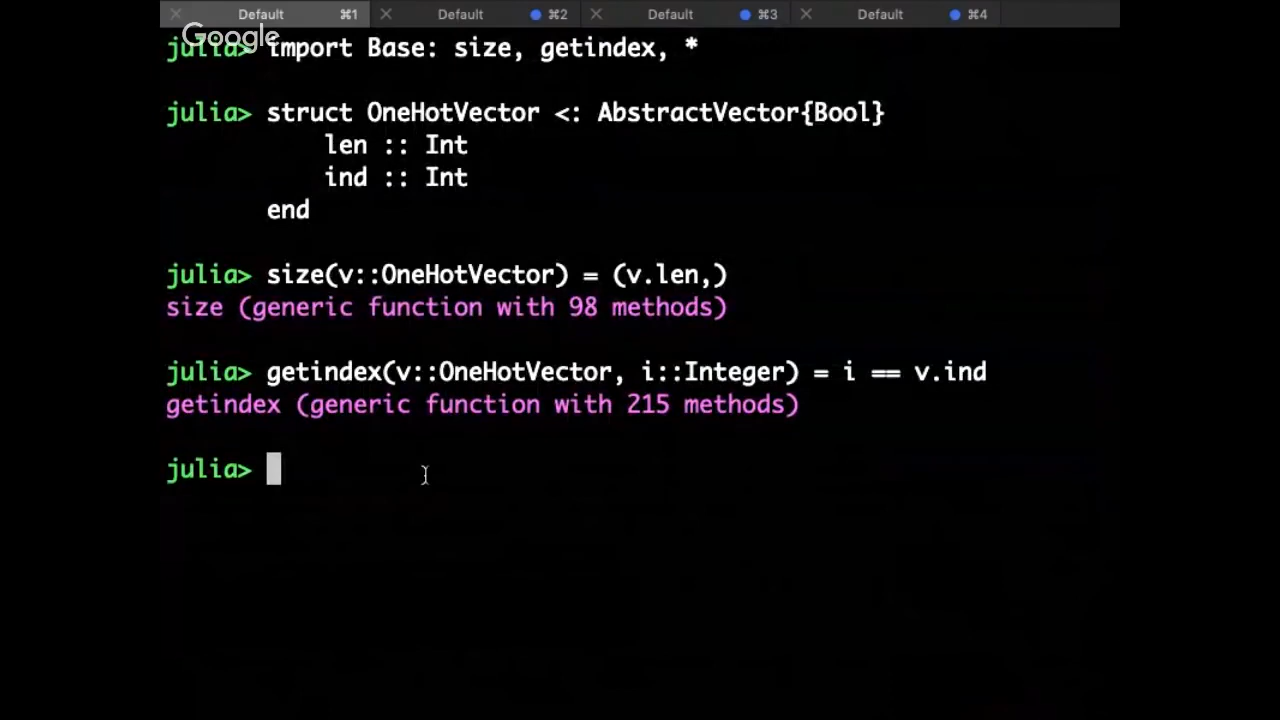 Default ⌘1 Default ⌘2 Default ⌘3 Default ⌘4
Google
julia> import Base: size, getindex, *
julia> struct OneHotVector <: AbstractVector{Bool}
len :: Int
ind :: Int
end
julia> size(v::OneHotVector) = (v.len,)
size (generic function with 98 methods)
julia> getindex(v::OneHotVector, i::Integer) = i == v.ind
getindex (generic function with 215 methods)
julia>